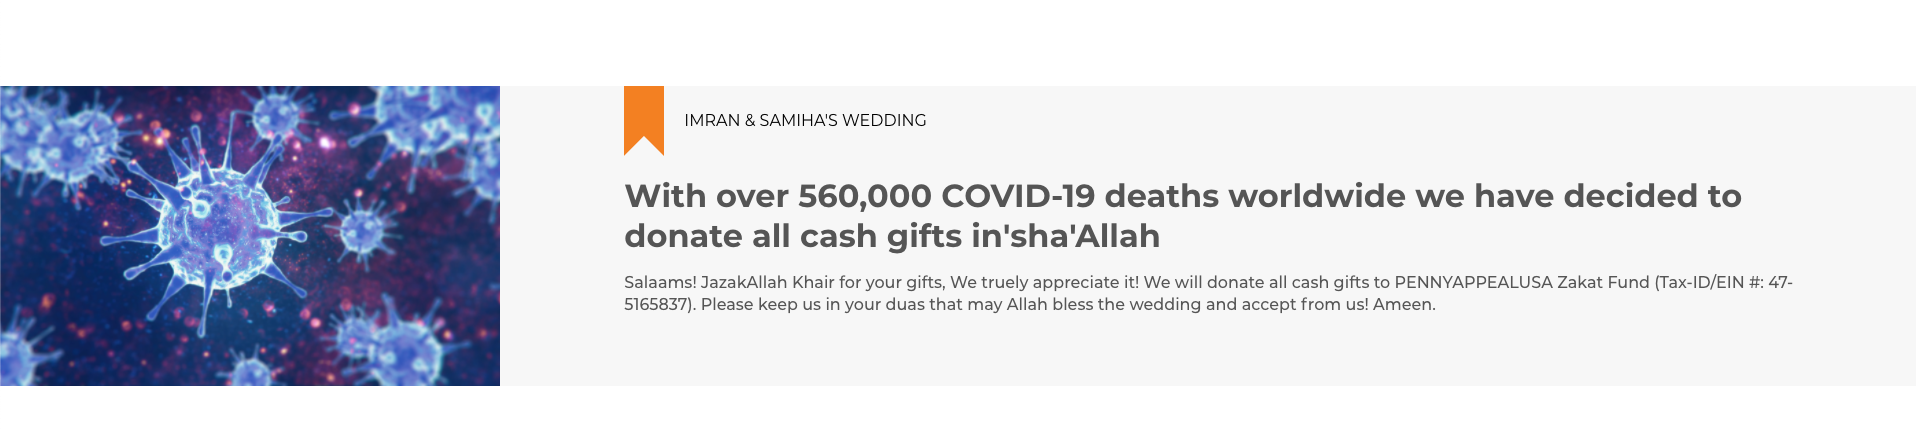 IMRAN & SAMIHA'S WEDDING
With over 560,000 COVID-19 deaths worldwide we have decided to
donate all cash gifts in'sha'Allah
Salaams! JazakAllah Khair for your gifts, We truely appreciate it! We will donate all cash gifts to PENNYAPPEALUSA Zakat Fund (Tax-ID/EIN #: 47-
5165837). Please keep us in your duas that may Allah bless the wedding and accept from us! Ameen.